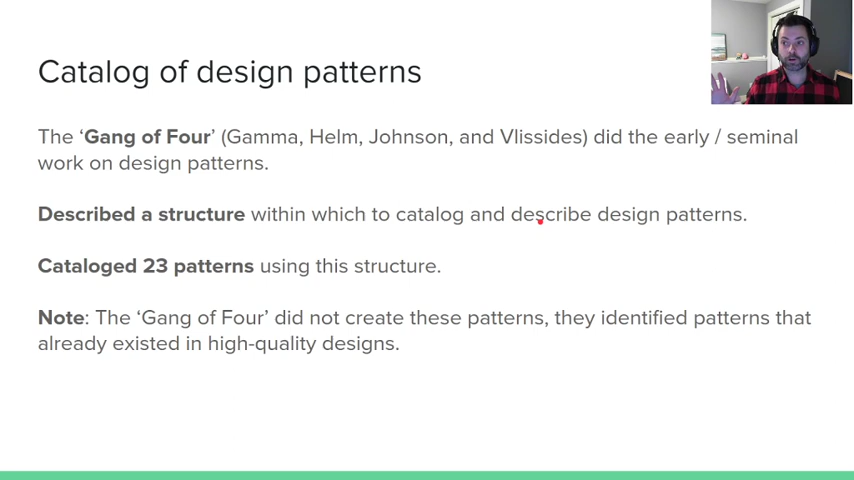 Catalog of design patterns
The ‘Gang of Four’ (Gamma, Helm, Johnson, and Vlissides) did the early / seminal
work on design patterns.
Described a structure within which to catalog and describe design patterns.
Cataloged 23 patterns using this structure.
Note: The ‘Gang of Four’ did not create these patterns, they identified patterns that
already existed in high-quality designs.